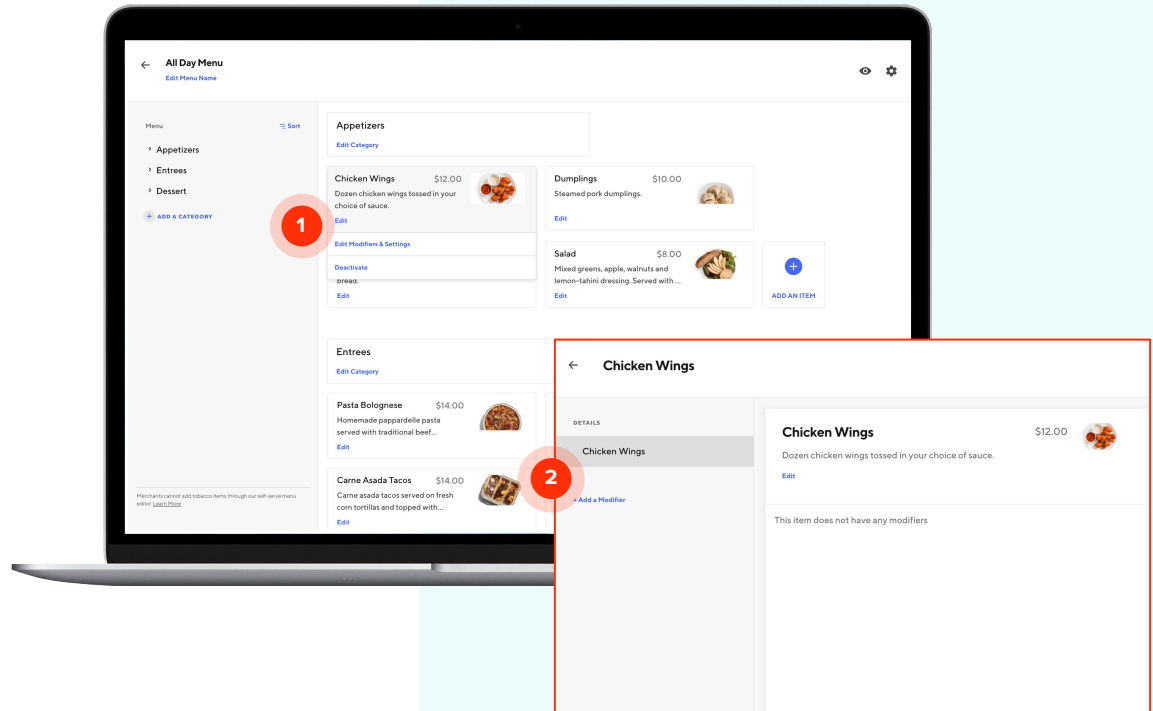 All Day Menu
Edit Menu Name
Menu
Sort
Appetizers
Entrees
Dessert
+ ADD A CATEGORY
Merchants cannot add tobacco items through our self-serve menu
editor. Learn More
Appetizers
Edit Category
Chicken Wings $12.00
Dozen chicken wings tossed in your
choice of sauce.
Edit
1
Edit Modifiers & Settings
Deactivate
bread.
Edit
Dumplings $10.00
Steamed pork dumplings.
Edit
Salad $8.00
Mixed greens, apple, walnuts and
lemon-tahini dressing. Served with ...
Edit
+
ADD AN ITEM
Entrees
Edit Category
Pasta Bolognese $14.00
Homemade pappardelle pasta
served with traditional beef...
Edit
Carne Asada Tacos $14.00
Carne asada tacos served on fresh
corn tortillas and topped with...
Edit
Chicken Wings
DETAILS
Chicken Wings
2
+ Add a Modifier
Chicken Wings $12.00
Dozen chicken wings tossed in your choice of sauce.
Edit
This item does not have any modifiers